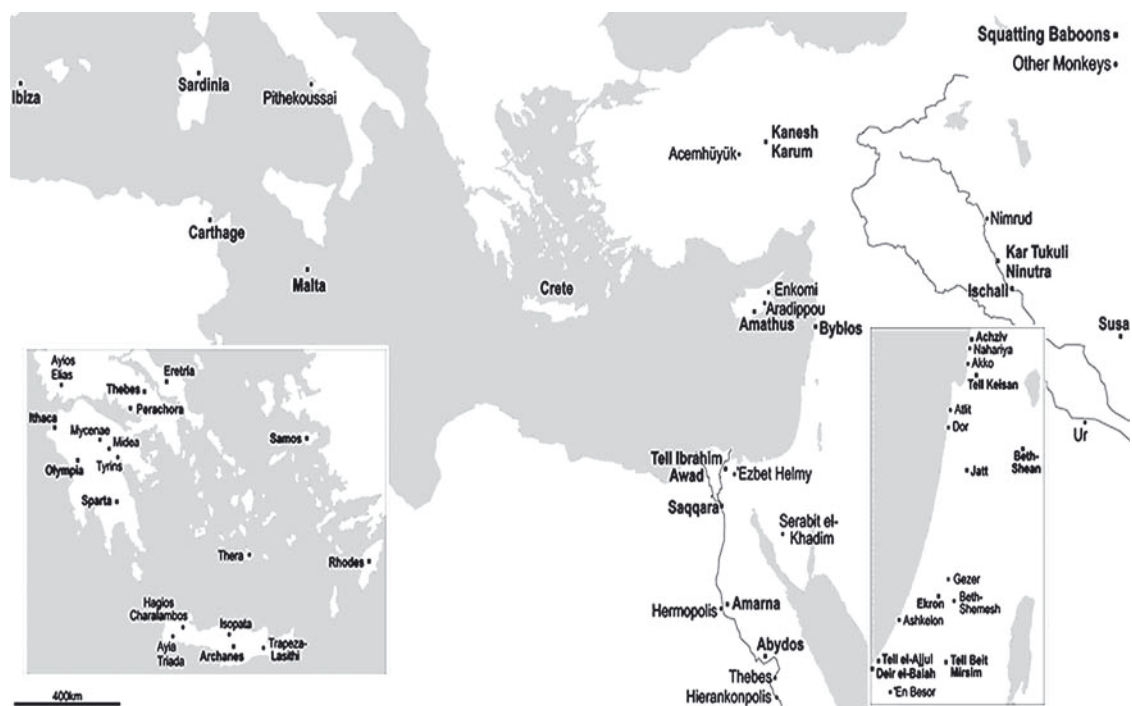 Squatting Baboons
Other Monkeys
Ibiza
Sardinia
Pithekoussai
Kanesh
Karum
Acemhüyük
Nimrud
Carthage
Kar Tukuli
Ninutra
Malta
Crete
Enkomi
Aradippou
Amathus
Byblos
Ischali
Susa
Ur
Tell Ibrahim
Awad
'Ezbet Helmy
Saqqara
Serabit el-
Khadim
Hermopolis
Amarna
Abydos
Thebes
Hierankonpolis
Ayios
Elias
Eretria
Thebes
Perachora
Ithaca
Mycenae
Midea
Tyrins
Olympia
Samos
Sparta
Thera
Rhodes
Hagios
Charalambos
Isopata
Ayia
Triada
Archanes
Trapeza-
Lasithi
Achziv
Nahariya
Akko
Tell Keisan
Atlit
Dor
Beth-
Shean
Jatt
Gezer
Ekron
Beth-
Shemesh
Ashkelon
Tell el-Ajjul
Deir el-Balah
Tell Beit
Mirsim
'En Besor
400km